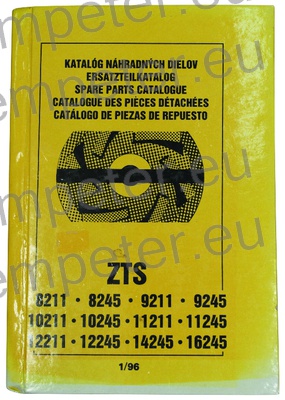 KATALÓG NÁHRADNÝCH DIELOV
ERSATZTEILKATALOG
SPARE PARTS CATALOGUE
CATALOGUE DES PIÈCES DÉTACHÉES
CATÁLOGO DE PIEZAS DE REPUESTO
ZTS
8211 • 8245 • 9211 • 9245
10211 • 10245 • 11211 • 11245
12211 • 12245 • 14245 • 16245
1/96